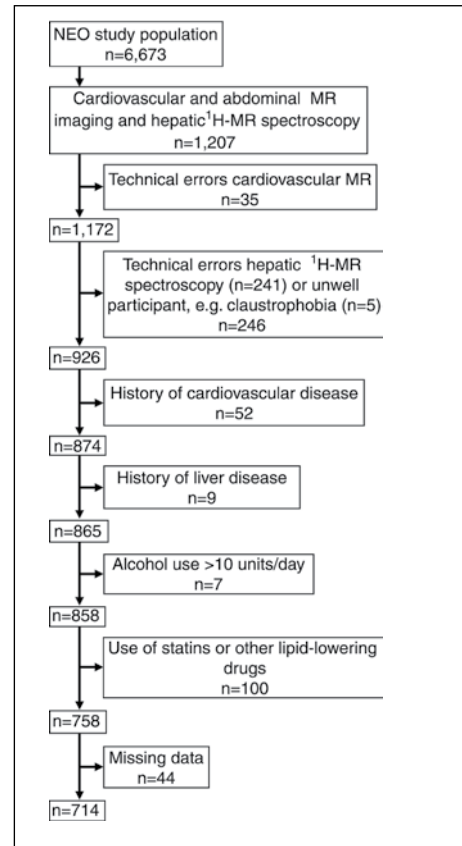 NEO study population
n=6,673
Cardiovascular and abdominal MR
imaging and hepatic¹H-MR spectroscopy
n=1,207
Technical errors cardiovascular MR
n=35
n=1,172
Technical errors hepatic ¹H-MR
spectroscopy (n=241) or unwell
participant, e.g. claustrophobia (n=5)
n=246
n=926
History of cardiovascular disease
n=52
n=874
History of liver disease
n=9
n=865
Alcohol use >10 units/day
n=7
n=858
Use of statins or other lipid-lowering
drugs
n=100
n=758
Missing data
n=44
n=714